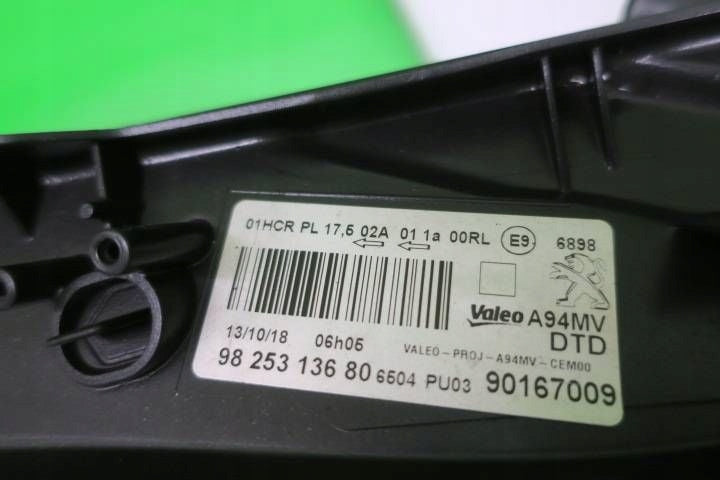 01HCR PL 17,5 02A 01 1a 00RL E9 6898
Valeo A94MV
DTD
13/10/18 06h05 VALEO-PROJ-A94MV-CEM00
98 253 136 80 6504 PU03 90167009